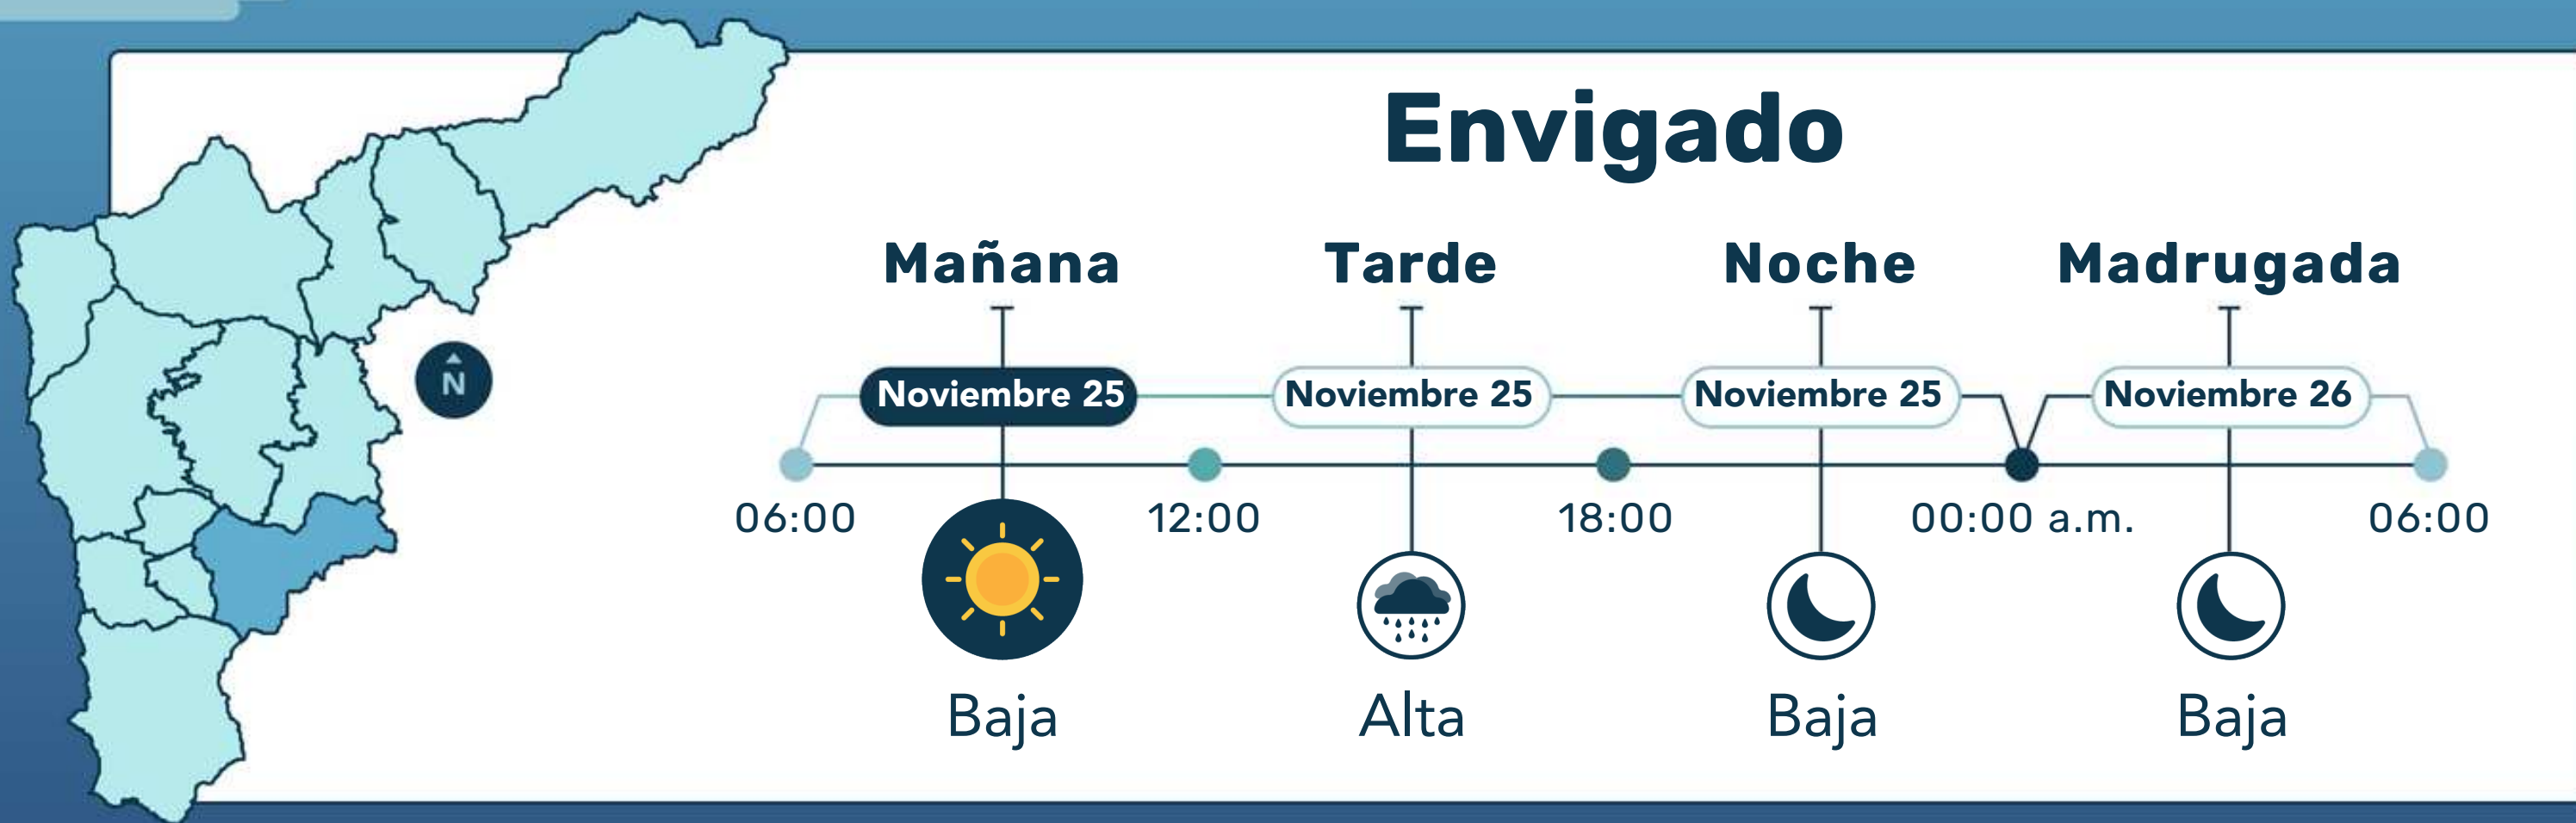 Envigado
Mañana Tarde Noche Madrugada
N
Noviembre 25 Noviembre 25 Noviembre 25 Noviembre 26
06:00 12:00 18:00 00:00 a.m. 06:00
Baja Alta Baja Baja